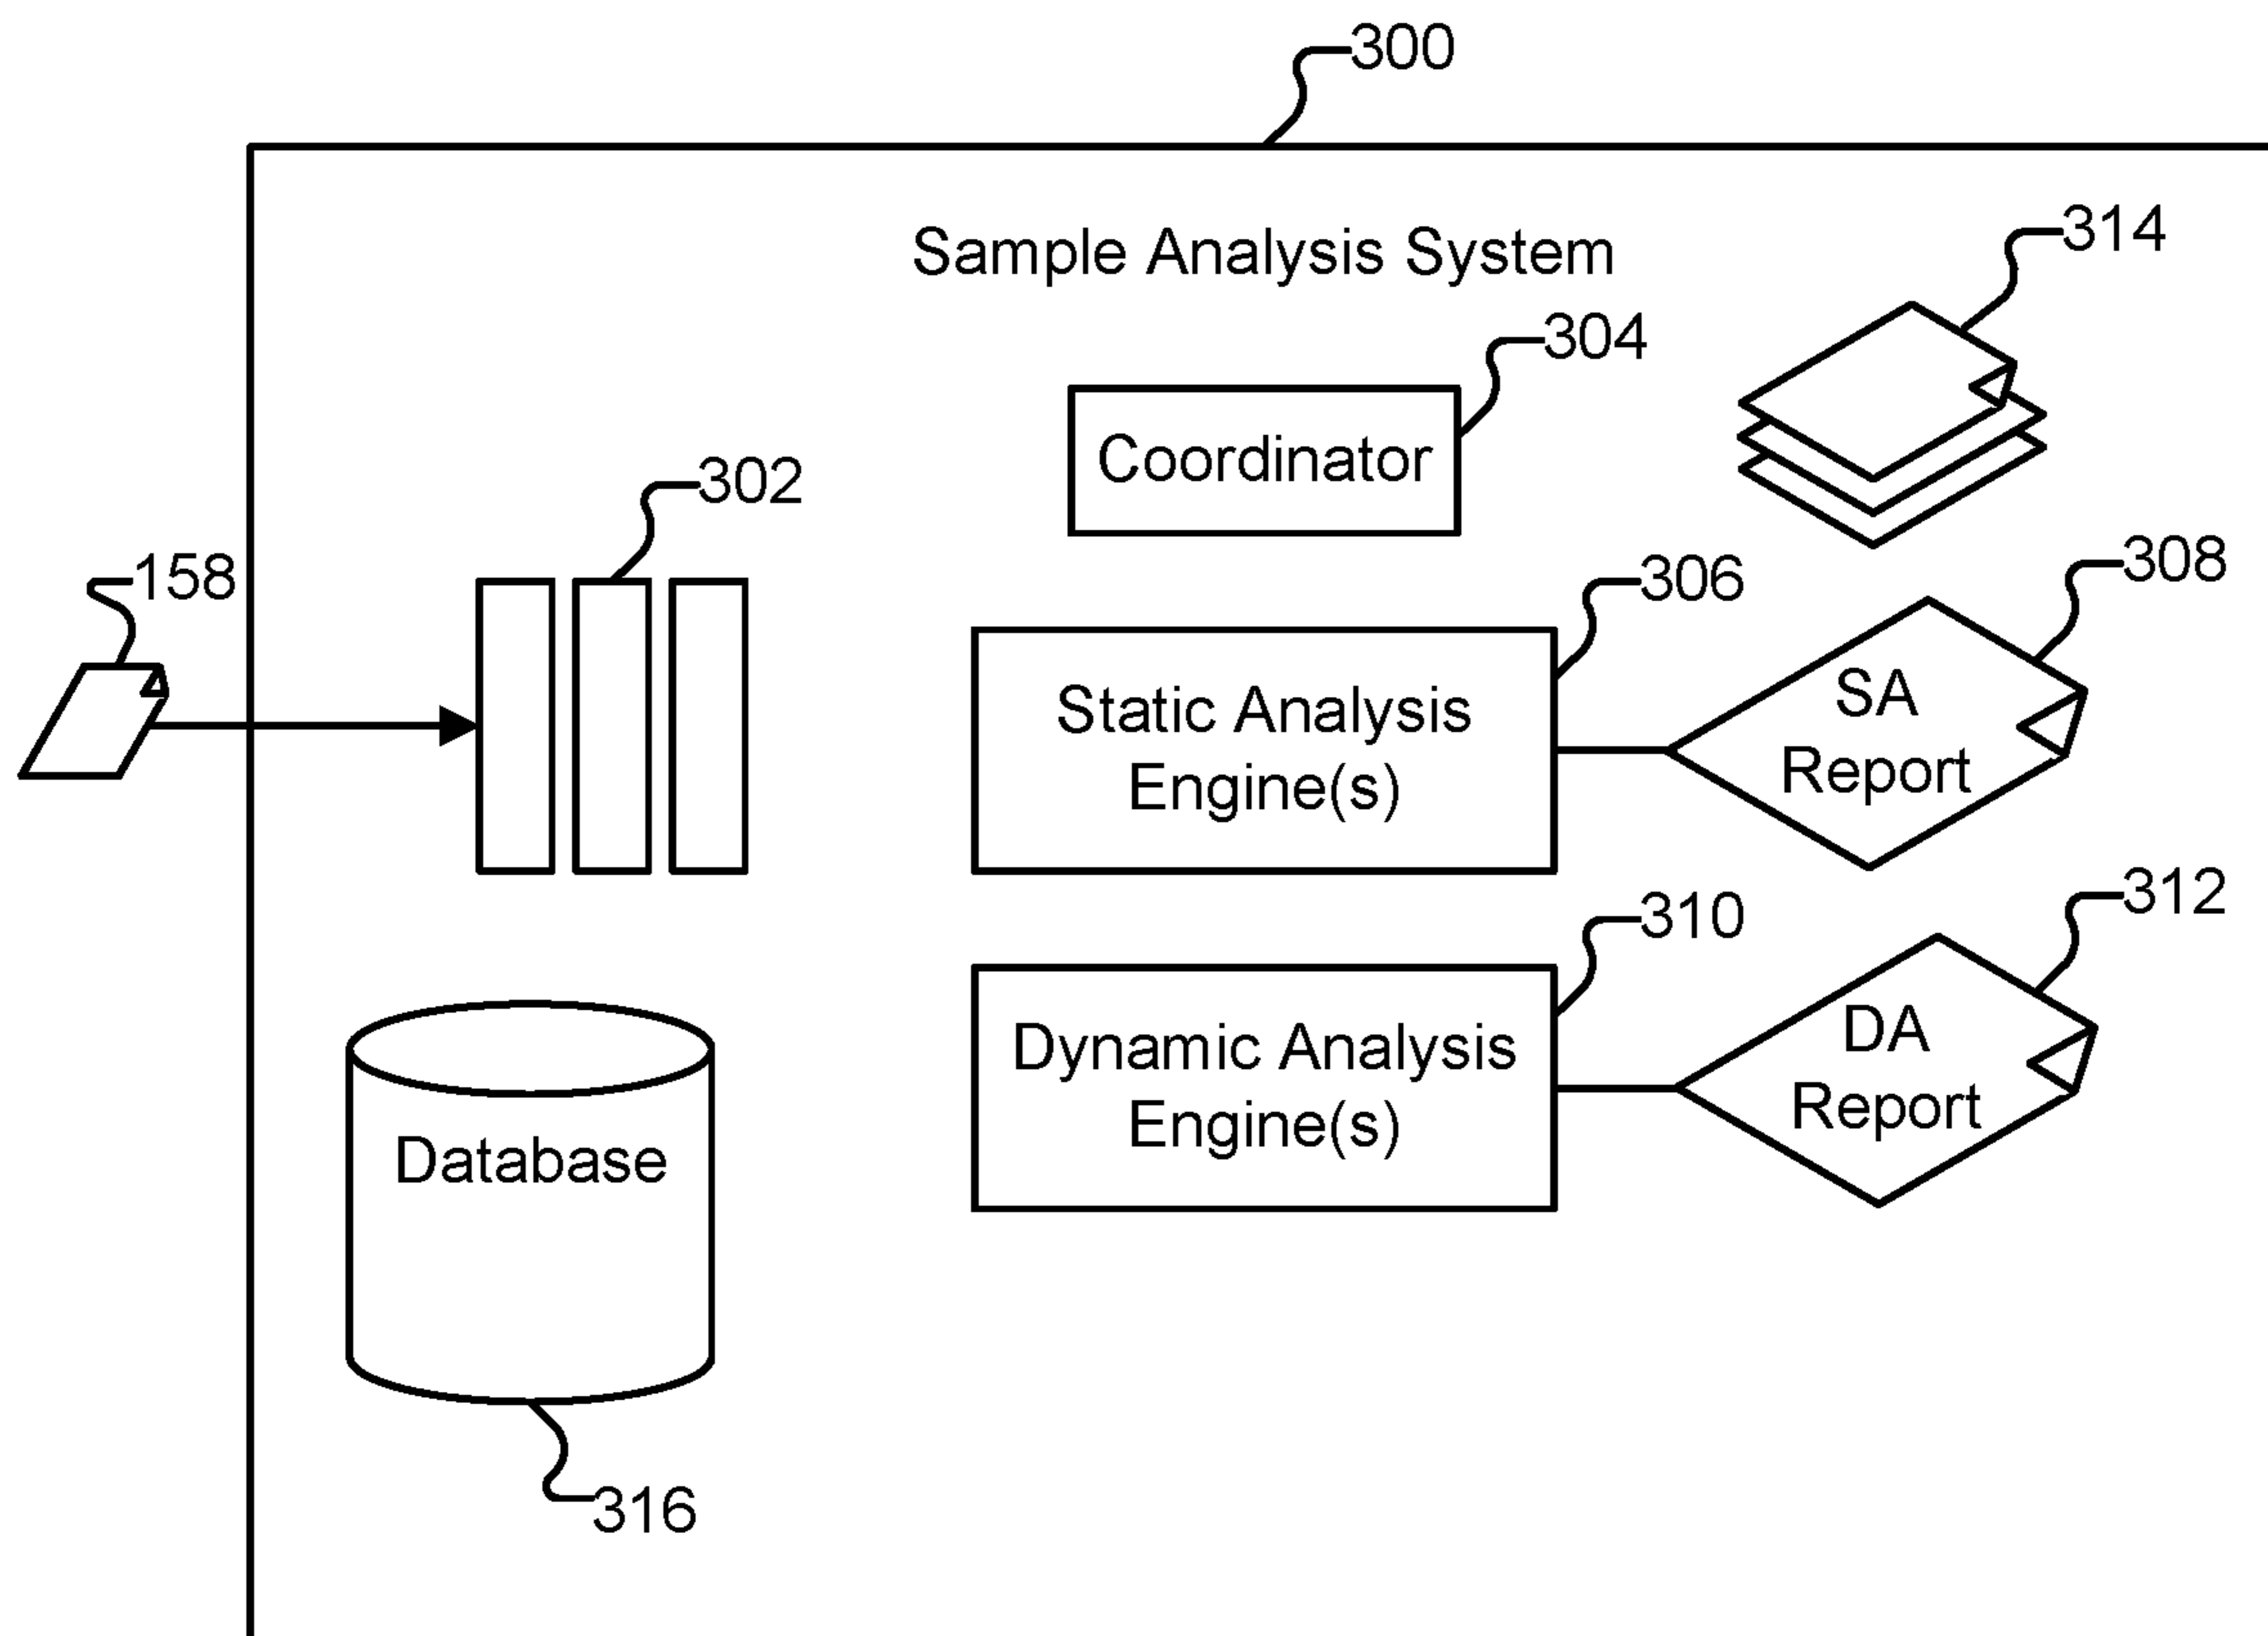 300
Sample Analysis System
314
304
Coordinator
302
158
306
308
Static Analysis
Engine(s)
SA
Report
310
312
Dynamic Analysis
Engine(s)
DA
Report
Database
316